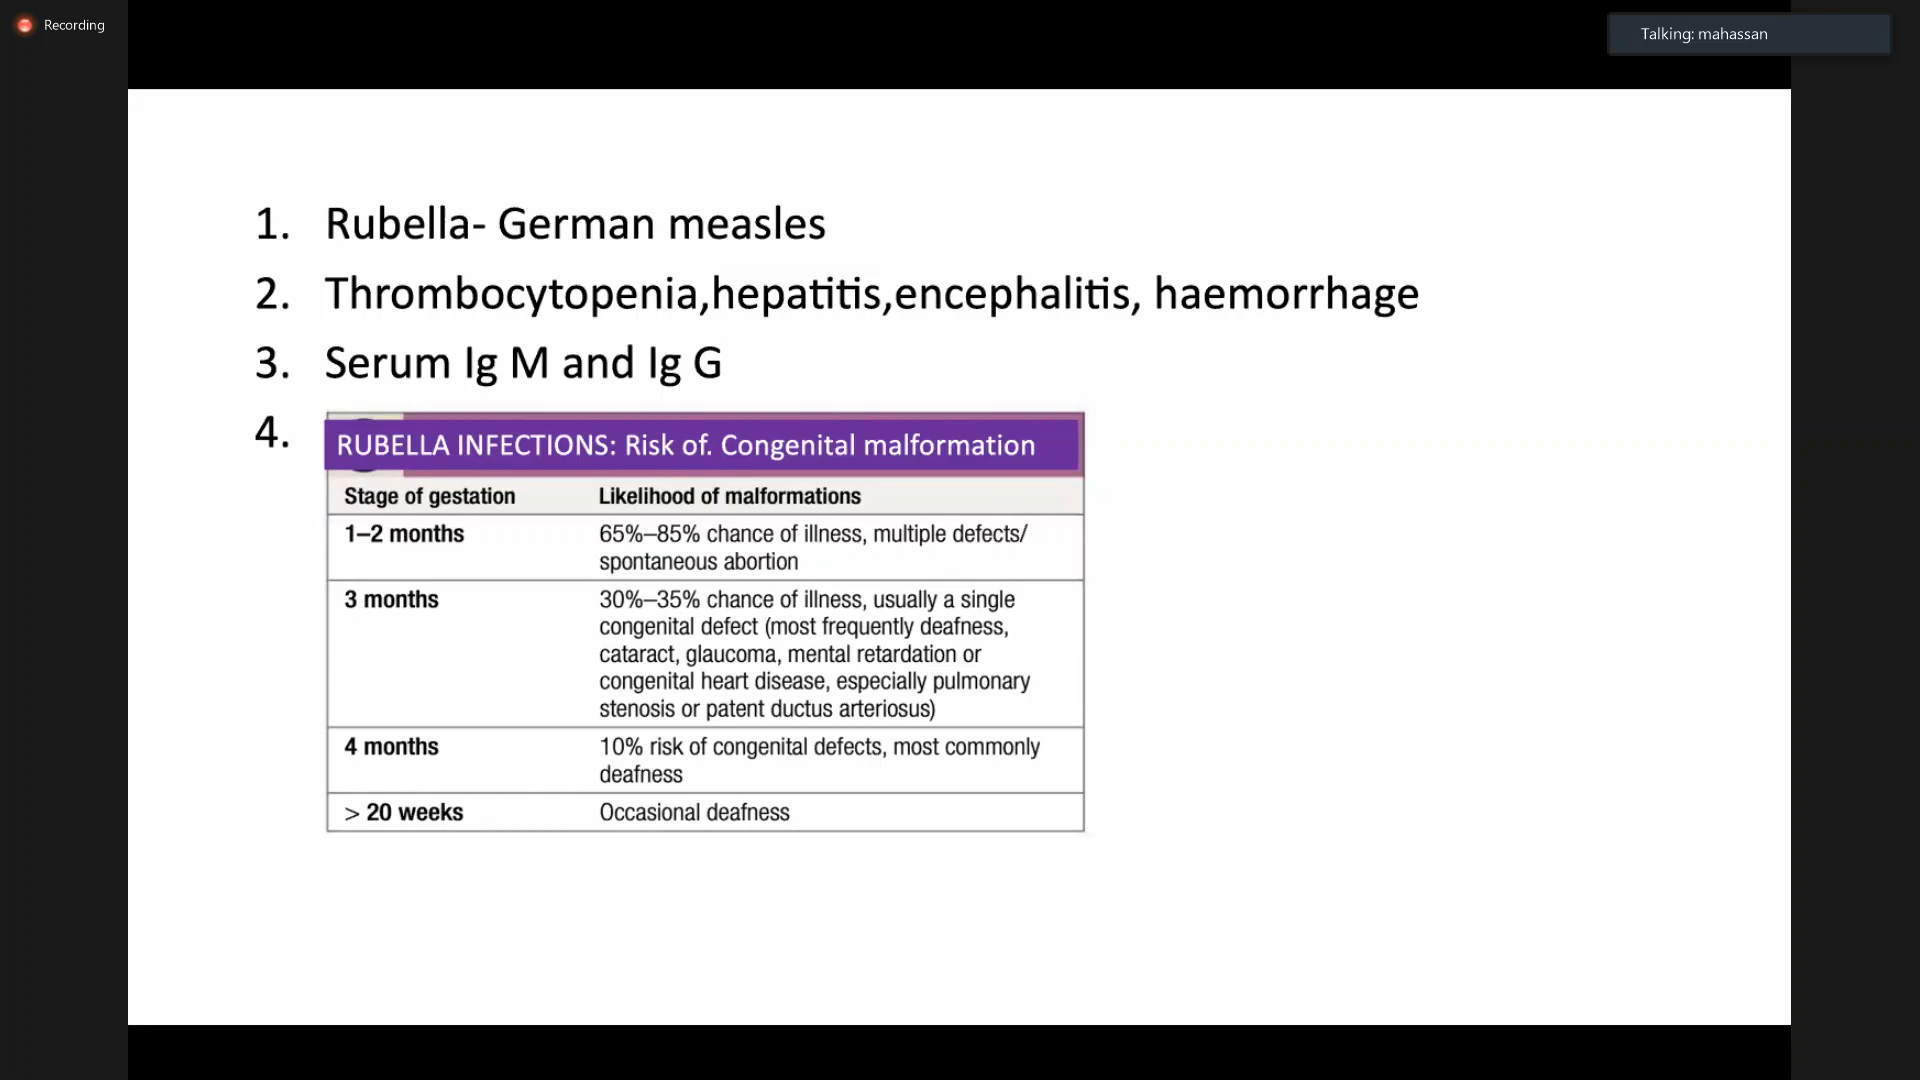 Recording
Talking: mahassan
1. Rubella- German measles
2. Thrombocytopenia,hepatitis,encephalitis, haemorrhage
3. Serum Ig M and Ig G
4.
RUBELLA INFECTIONS: Risk of. Congenital malformation
Stage of gestation Likelihood of malformations
1–2 months 65%–85% chance of illness, multiple defects/
spontaneous abortion
3 months 30%–35% chance of illness, usually a single
congenital defect (most frequently deafness,
cataract, glaucoma, mental retardation or
congenital heart disease, especially pulmonary
stenosis or patent ductus arteriosus)
4 months 10% risk of congenital defects, most commonly
deafness
> 20 weeks Occasional deafness